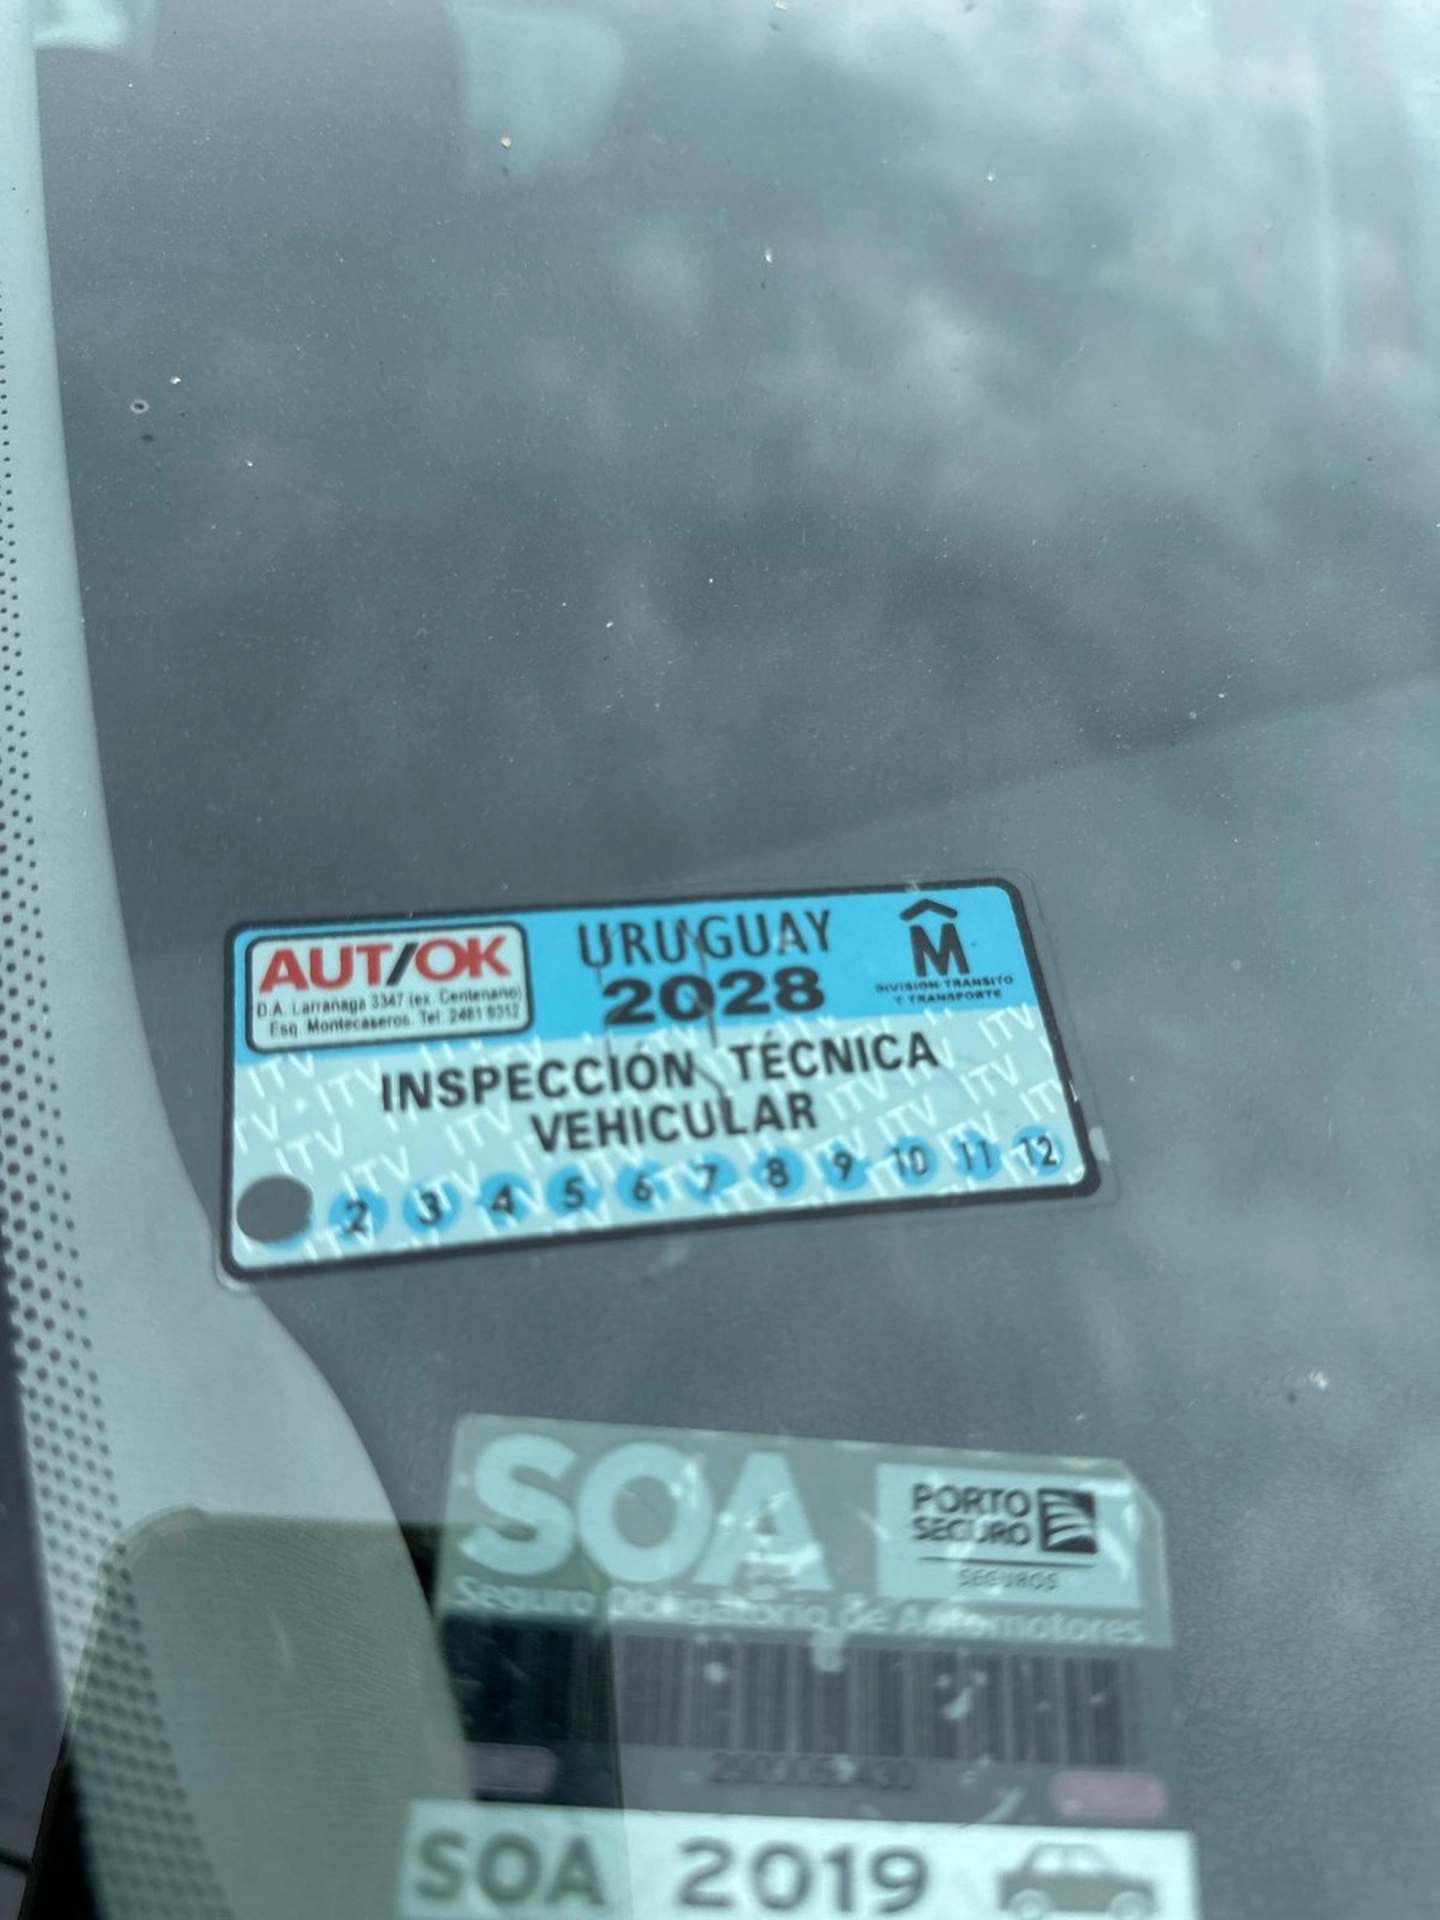 AUT/OK
D.A. Larrañaga 3347 (ex. Centenario)
Esq. Montecaseros. Tel: 2481 9312
URUGUAY
2028
M
DIVISIÓN TRÁNSITO
Y TRANSPORTE
INSPECCIÓN TÉCNICA
VEHICULAR
2 3 4 5 6 7 8 9 10 11 12
SOA
PORTO
SEGURO
SEGUROS
Seguro Obligatorio de Automotores
SOA 2019